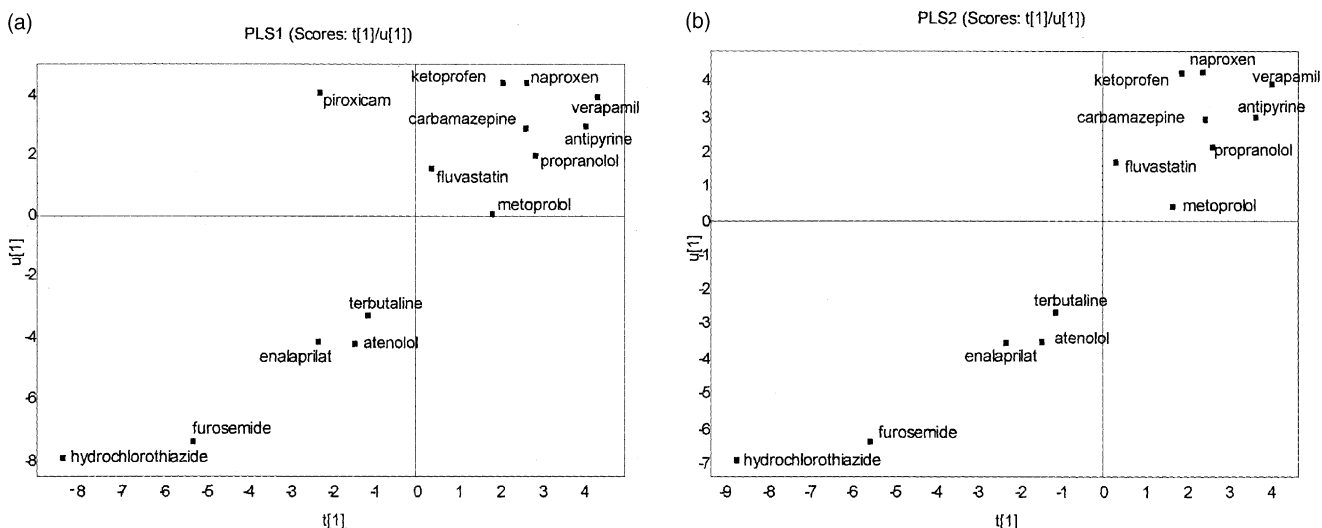 (a)
PLS1 (Scores: t[1]/u[1])
ketoprofen naproxen
4
piroxicam verapamil
carbamazepine
antipyrine
2
propranolol
fluvastatin
metoprolol
0
u[1]
-2
terbutaline
-4
atenolol
enalaprilat
-6
furosemide
-8
hydrochlorothiazide
-8 -7 -6 -5 -4 -3 -2 -1 0 1 2 3 4
t[1]
(b)
PLS2 (Scores: t[1]/u[1])
naproxen
4
ketoprofen verapamil
antipyrine
3
carbamazepine
2
propranolol
fluvastatin
1
metoprolol
0
u[1]
-1
-2
terbutaline
-3
atenolol
enalaprilat
-4
-5
-6
furosemide
-7
hydrochlorothiazide
-9 -8 -7 -6 -5 -4 -3 -2 -1 0 1 2 3 4
t[1]